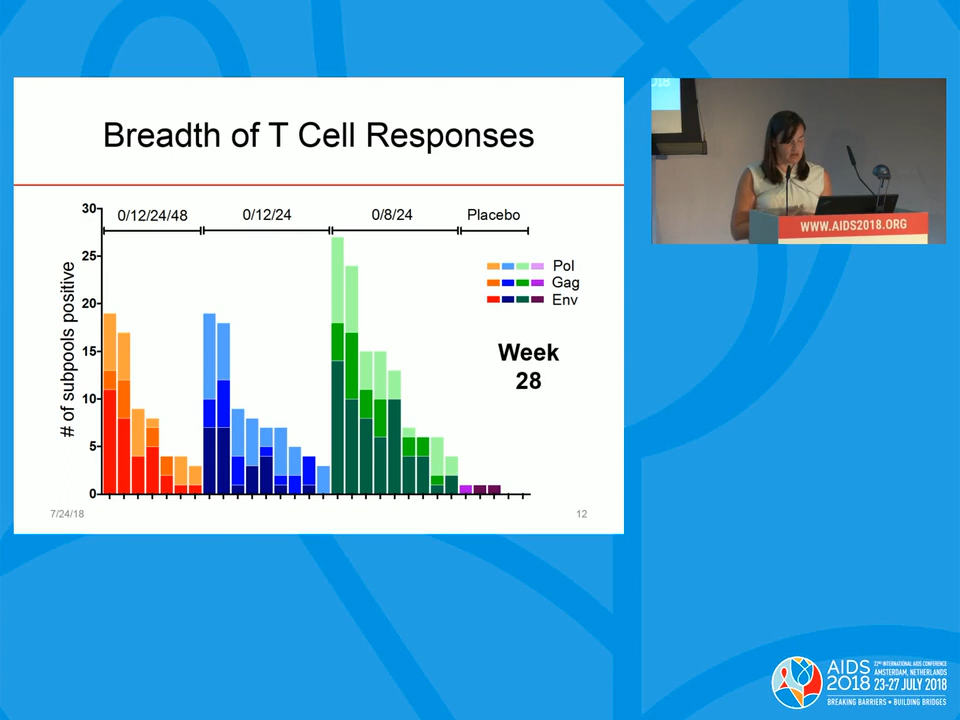 Breadth of T Cell Responses
0/12/24/48
0/12/24
0/8/24
Placebo
# of subpools positive
30
25
20
15
10
5
0
Pol
Gag
Env
Week
28
7/24/18
12
018
WWW.AIDS2018.ORG
AIDS
2018
22ND INTERNATIONAL AIDS CONFERENCE
AMSTERDAM, NETHERLANDS
23-27 JULY 2018
BREAKING BARRIERS • BUILDING BRIDGES